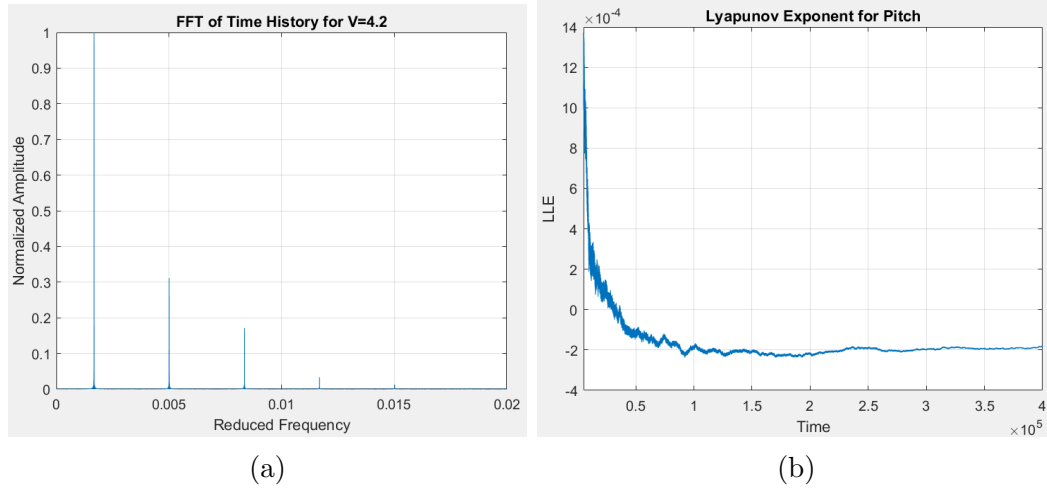 FFT of Time History for V=4.2
Normalized Amplitude
1
0.9
0.8
0.7
0.6
0.5
0.4
0.3
0.2
0.1
0
0 0.005 0.01 0.015 0.02
Reduced Frequency
(a)
Lyapunov Exponent for Pitch
×10⁻⁴
LLE
14
12
10
8
6
4
2
0
-2
-4
0.5 1 1.5 2 2.5 3 3.5 4
Time
×10⁵
(b)